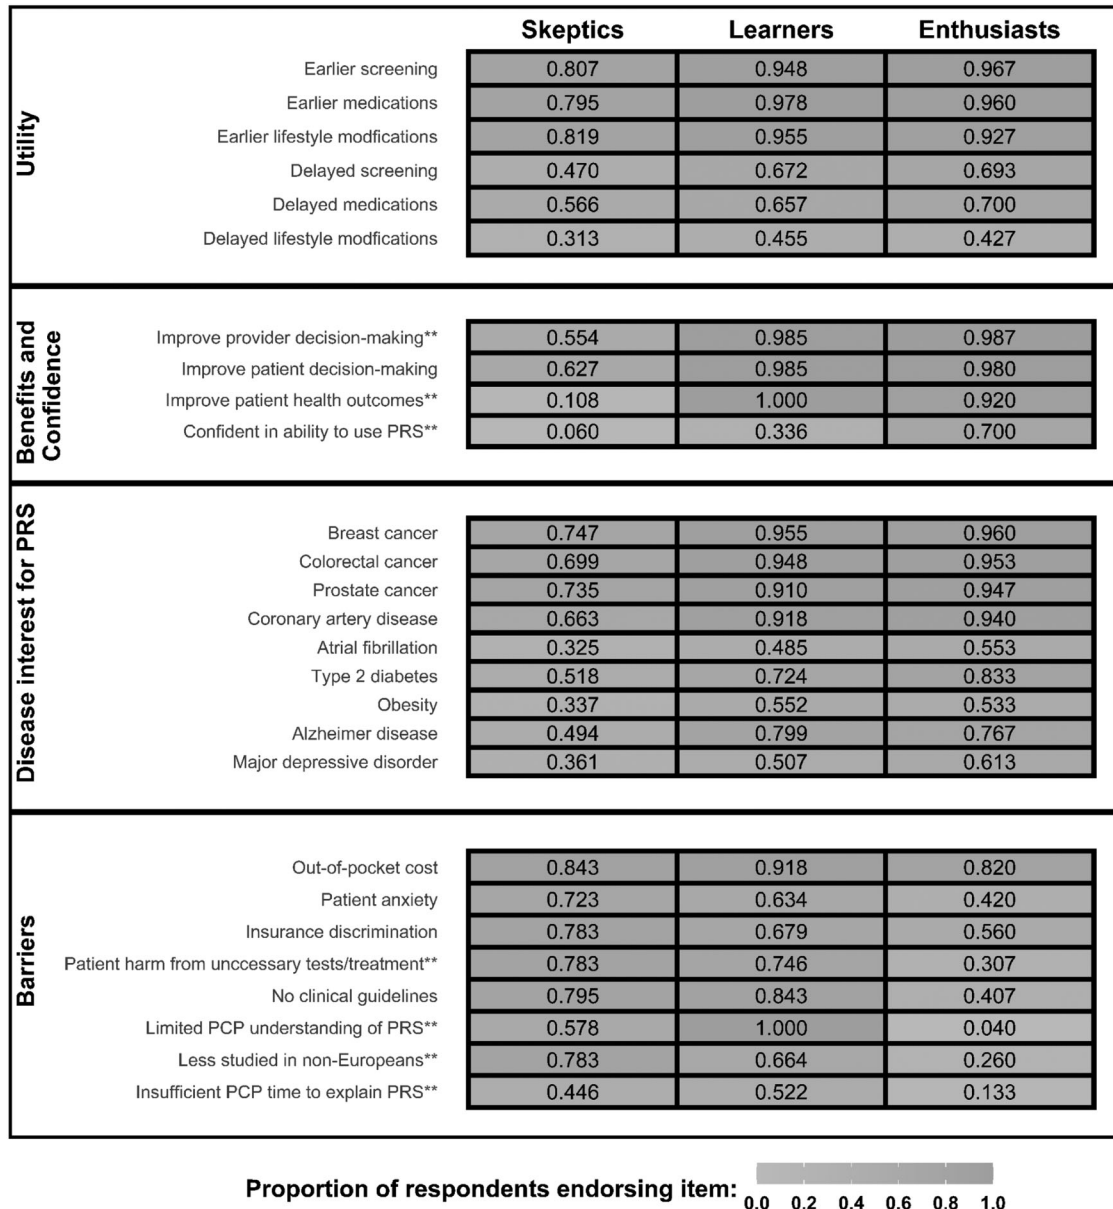 Skeptics Learners Enthusiasts
Utility
Earlier screening 0.807 0.948 0.967
Earlier medications 0.795 0.978 0.960
Earlier lifestyle modfications 0.819 0.955 0.927
Delayed screening 0.470 0.672 0.693
Delayed medications 0.566 0.657 0.700
Delayed lifestyle modfications 0.313 0.455 0.427
Benefits and
Confidence
Improve provider decision-making** 0.554 0.985 0.987
Improve patient decision-making 0.627 0.985 0.980
Improve patient health outcomes** 0.108 1.000 0.920
Confident in ability to use PRS** 0.060 0.336 0.700
Disease interest for PRS
Breast cancer 0.747 0.955 0.960
Colorectal cancer 0.699 0.948 0.953
Prostate cancer 0.735 0.910 0.947
Coronary artery disease 0.663 0.918 0.940
Atrial fibrillation 0.325 0.485 0.553
Type 2 diabetes 0.518 0.724 0.833
Obesity 0.337 0.552 0.533
Alzheimer disease 0.494 0.799 0.767
Major depressive disorder 0.361 0.507 0.613
Barriers
Out-of-pocket cost 0.843 0.918 0.820
Patient anxiety 0.723 0.634 0.420
Insurance discrimination 0.783 0.679 0.560
Patient harm from unccessary tests/treatment** 0.783 0.746 0.307
No clinical guidelines 0.795 0.843 0.407
Limited PCP understanding of PRS** 0.578 1.000 0.040
Less studied in non-Europeans** 0.783 0.664 0.260
Insufficient PCP time to explain PRS** 0.446 0.522 0.133
Proportion of respondents endorsing item:
0.0 0.2 0.4 0.6 0.8 1.0